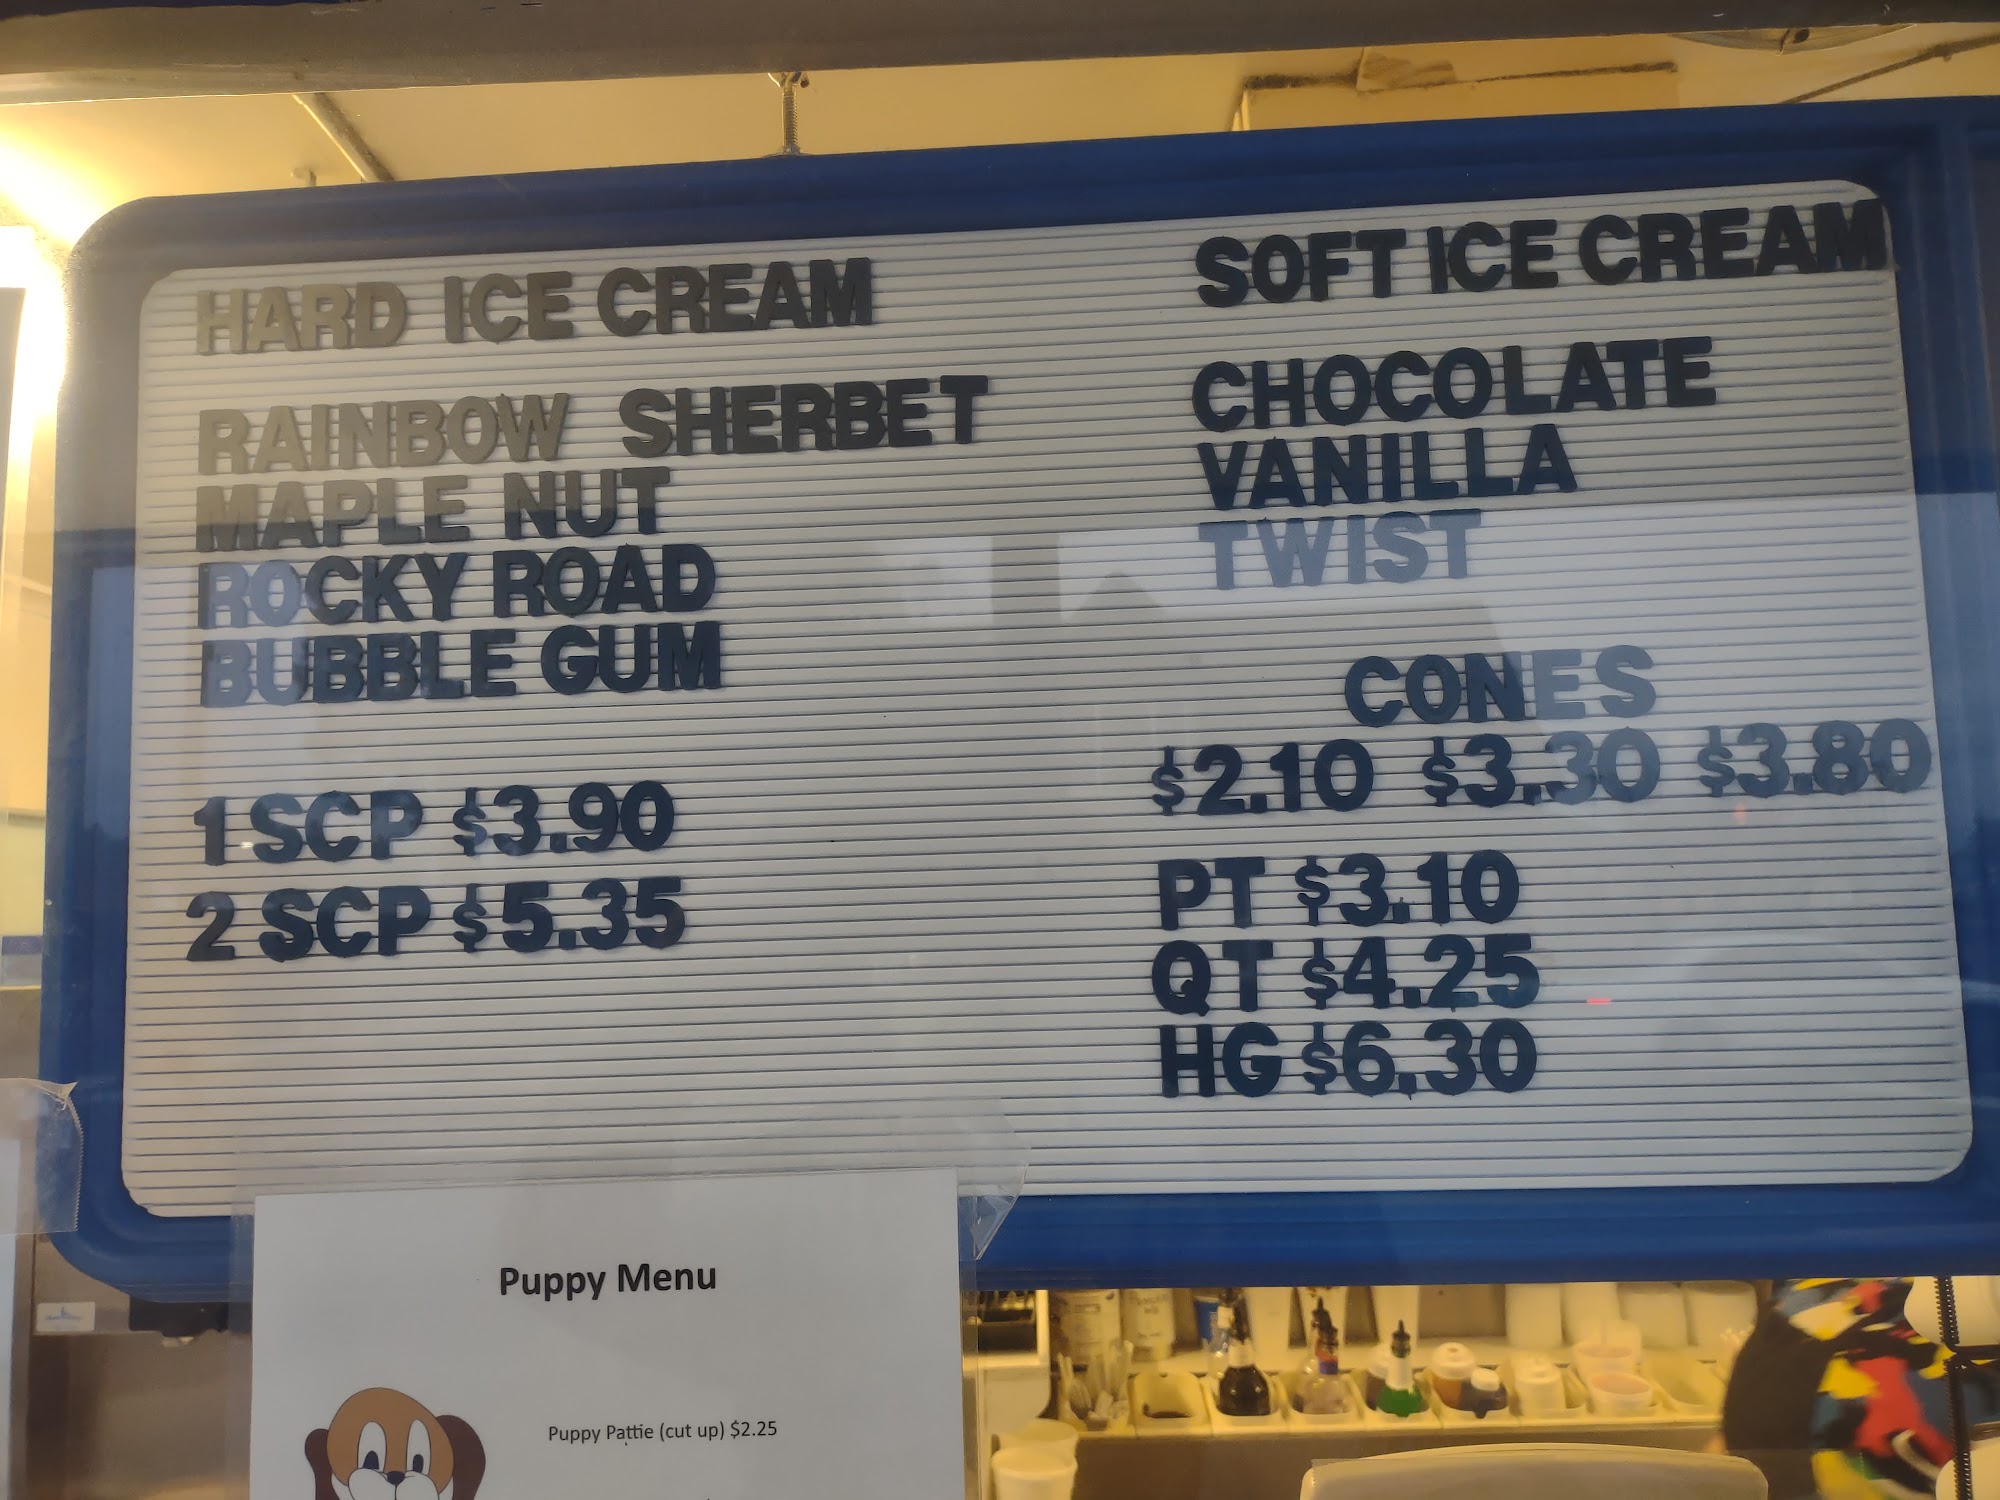 HARD ICE CREAM
RAINBOW SHERBET
MAPLE NUT
ROCKY ROAD
BUBBLE GUM
1 SCP $3.90
2 SCP $5.35
SOFT ICE CREAM
CHOCOLATE
VANILLA
TWIST
CONES
$2.10 $3.30 $3.80
PT $3.10
QT $4.25
HG $6.30
Puppy Menu
Puppy Pattie (cut up) $2.25